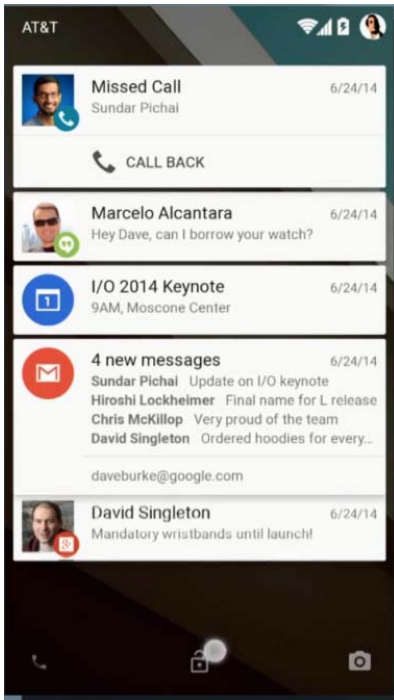 AT&T
Missed Call 6/24/14
Sundar Pichai
CALL BACK
Marcelo Alcantara 6/24/14
Hey Dave, can I borrow your watch?
1
I/O 2014 Keynote 6/24/14
9AM, Moscone Center
4 new messages 6/24/14
Sundar Pichai Update on I/O keynote
Hiroshi Lockheimer Final name for L release
Chris McKillop Very proud of the team
David Singleton Ordered hoodies for every...
daveburke@google.com
David Singleton 6/24/14
Mandatory wristbands until launch!